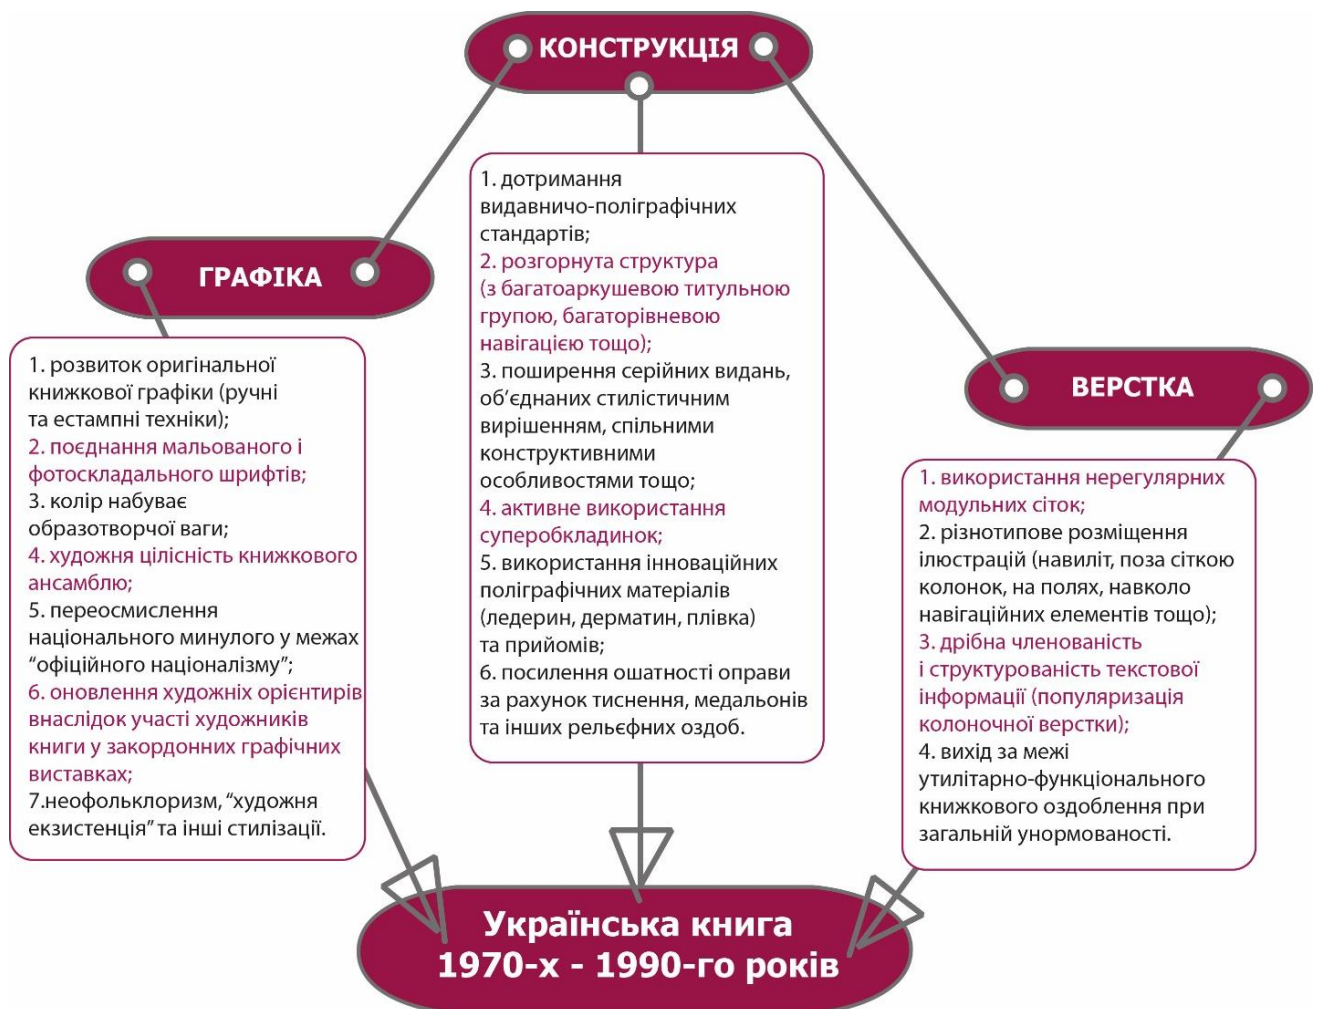 КОНСТРУКЦІЯ
ГРАФІКА
1. розвиток оригінальної
книжкової графіки (ручні
та естампні техніки);
2. поєднання мальованого і
фотоскладального шрифтів;
3. колір набуває
образотворчої ваги;
4. художня цілісність книжкового
ансамблю;
5. переосмислення
національного минулого у межах
“офіційного націоналізму”;
6. оновлення художніх орієнтирів
внаслідок участі художників
книги у закордонних графічних
виставках;
7.неофольклоризм, “художня
екзистенція” та інші стилізації.
1. дотримання
видавничо-поліграфічних
стандартів;
2. розгорнута структура
(з багатоаркушевою титульною
групою, багаторівневою
навігацією тощо);
3. поширення серійних видань,
об’єднаних стилістичним
вирішенням, спільними
конструктивними
особливостями тощо;
4. активне використання
суперобкладинок;
5. використання інноваційних
поліграфічних матеріалів
(ледерин, дерматин, плівка)
та прийомів;
6. посилення ошатності оправи
за рахунок тиснення, медальонів
та інших рельєфних оздоб.
ВЕРСТКА
1. використання нерегулярних
модульних сіток;
2. різнотипове розміщення
ілюстрацій (навиліт, поза сіткою
колонок, на полях, навколо
навігаційних елементів тощо);
3. дрібна членованість
і структурованість текстової
інформації (популяризація
колоночної верстки);
4. вихід за межі
утилітарно-функціонального
книжкового оздоблення при
загальній унормованості.
Українська книга
1970-х - 1990-го років